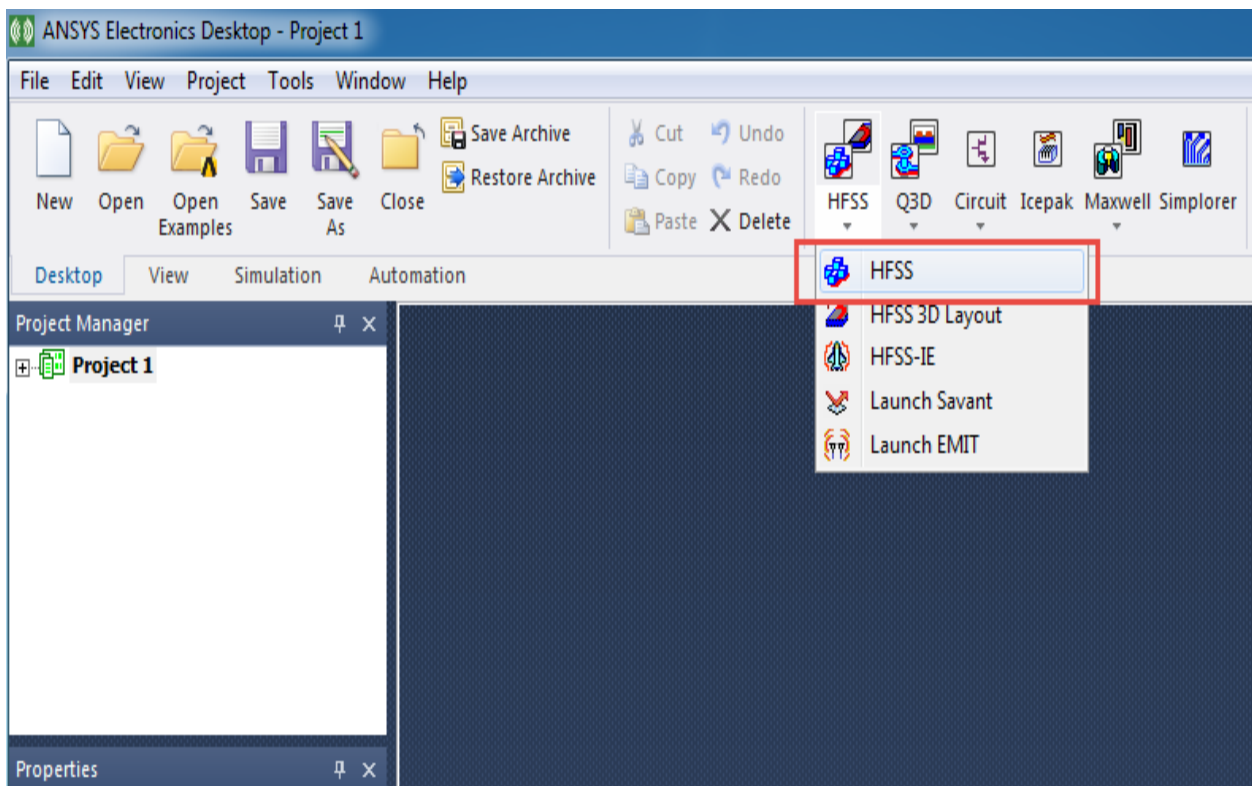 ANSYS Electronics Desktop - Project 1
File Edit View Project Tools Window Help
New Open Open Examples Save Save As Close
Save Archive
Restore Archive
Cut Undo
Copy Redo
Paste Delete
HFSS Q3D Circuit Icepak Maxwell Simplorer
Desktop View Simulation Automation
HFSS
HFSS 3D Layout
HFSS-IE
Launch Savant
Launch EMIT
Project Manager
Project 1
Properties